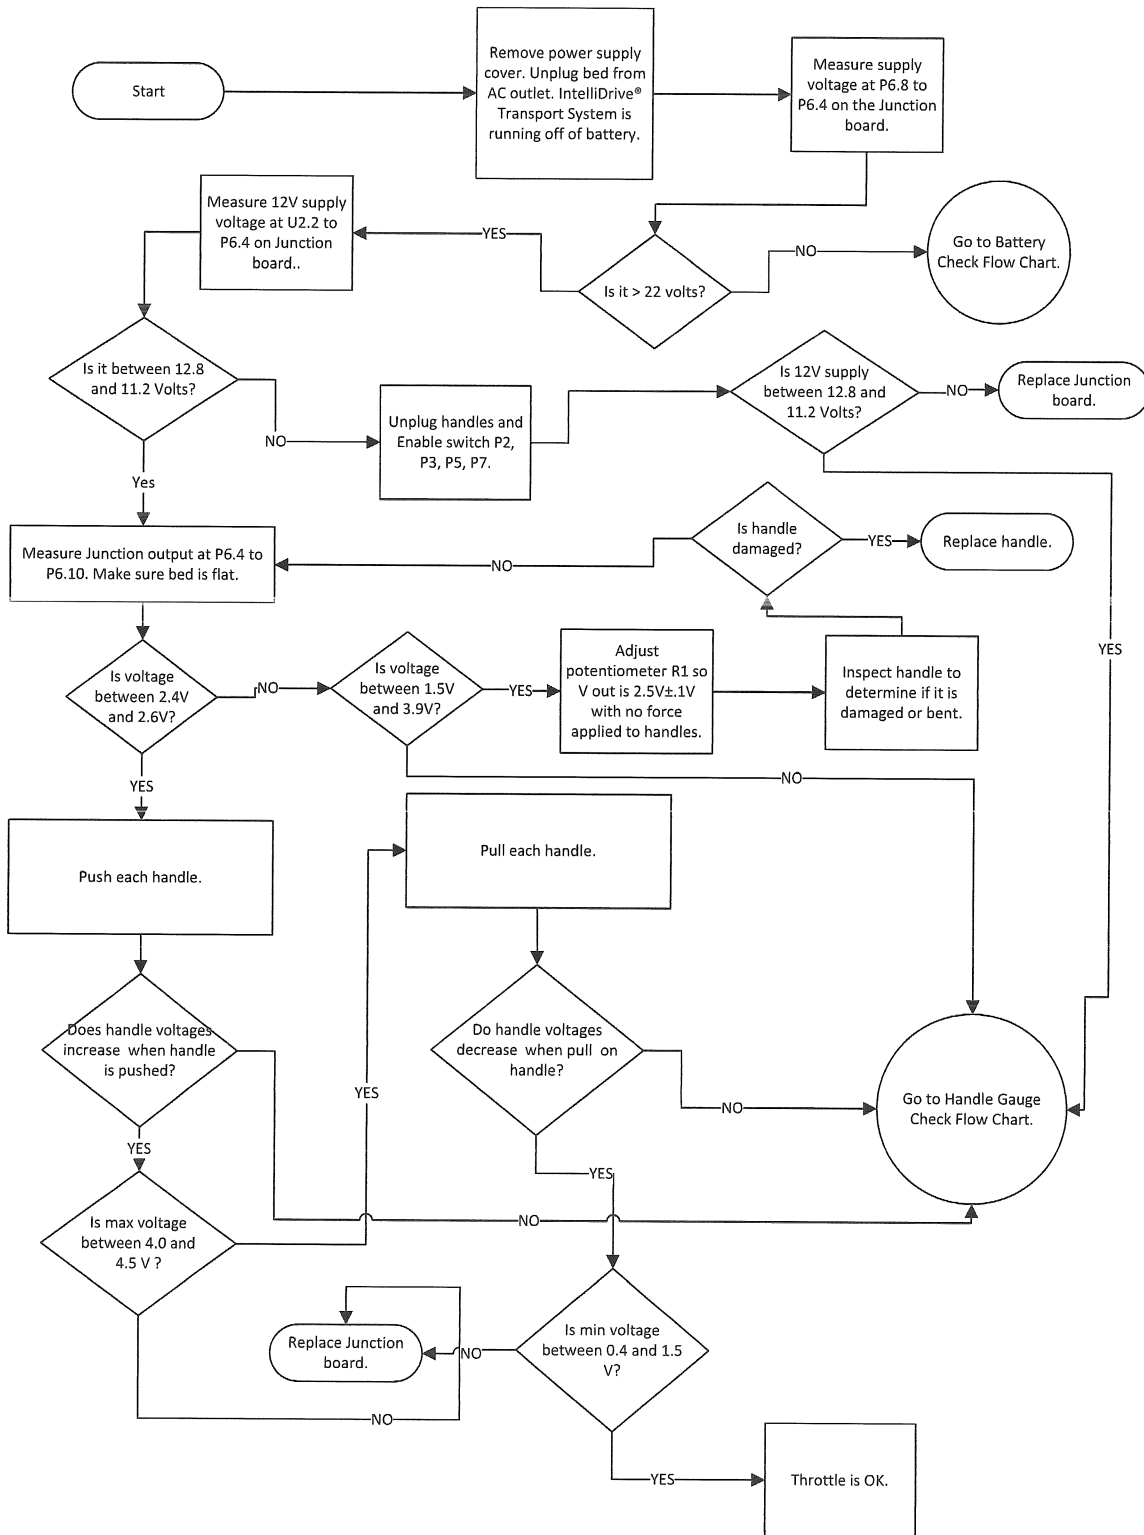 Start
Remove power supply
cover. Unplug bed from
AC outlet. IntelliDrive®
Transport System is
running off of battery.
Measure supply
voltage at P6.8 to
P6.4 on the Junction
board.
Is it > 22 volts?
NO
Go to Battery
Check Flow Chart.
YES
Measure 12V supply
voltage at U2.2 to
P6.4 on Junction
board..
Is it between 12.8
and 11.2 Volts?
NO
Unplug handles and
Enable switch P2,
P3, P5, P7.
Is 12V supply
between 12.8 and
11.2 Volts?
NO
Replace Junction
board.
YES
Yes
Measure Junction output at P6.4 to
P6.10. Make sure bed is flat.
NO
Is handle
damaged?
YES
Replace handle.
Is voltage
between 2.4V
and 2.6V?
NO
Is voltage
between 1.5V
and 3.9V?
YES
Adjust
potentiometer R1 so
V out is 2.5V±.1V
with no force
applied to handles.
Inspect handle to
determine if it is
damaged or bent.
NO
YES
Push each handle.
Pull each handle.
Does handle voltages
increase when handle
is pushed?
YES
Do handle voltages
decrease when pull on
handle?
NO
Go to Handle Gauge
Check Flow Chart.
YES
YES
NO
Is max voltage
between 4.0 and
4.5 V ?
Replace Junction
board.
NO
Is min voltage
between 0.4 and 1.5
V?
NO
YES
Throttle is OK.